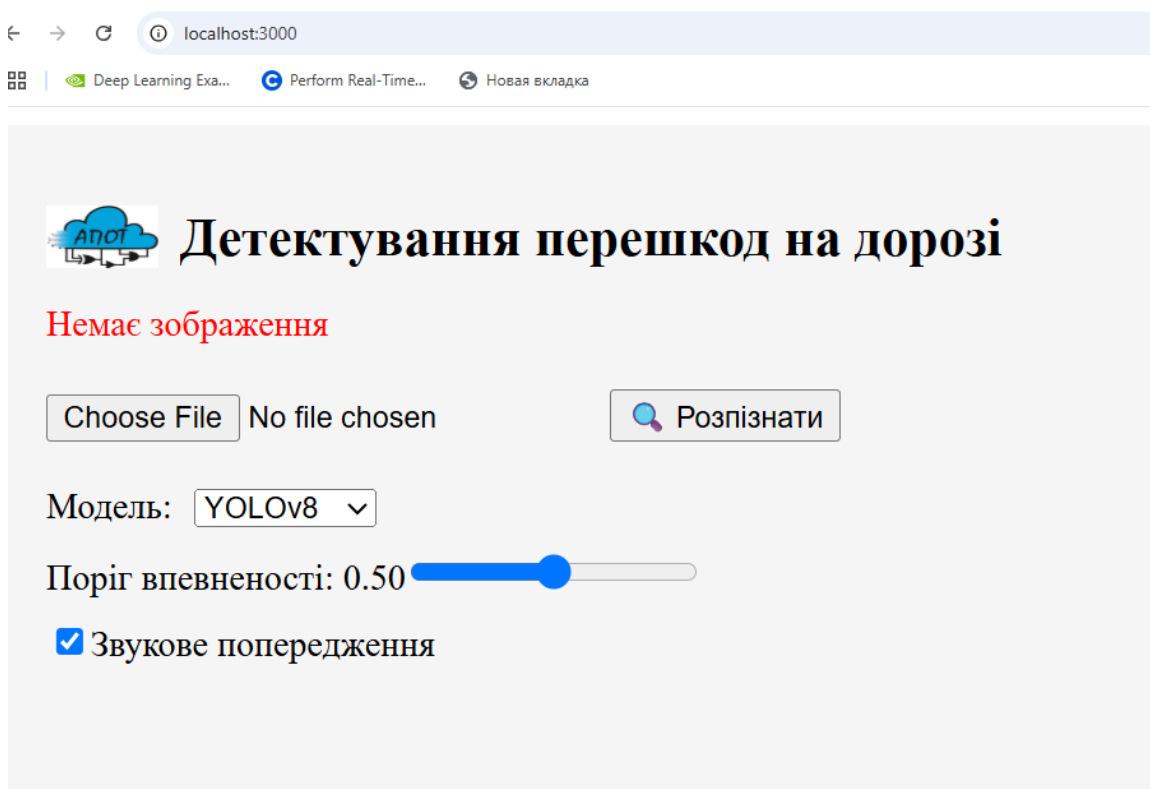 localhost:3000
Deep Learning Exa... Perform Real-Time... Новая вкладка
АПОТ Детектування перешкод на дорозі
Немає зображення
Choose File No file chosen Розпізнати
Модель: YOLOv8
Поріг впевненості: 0.50
Звукове попередження